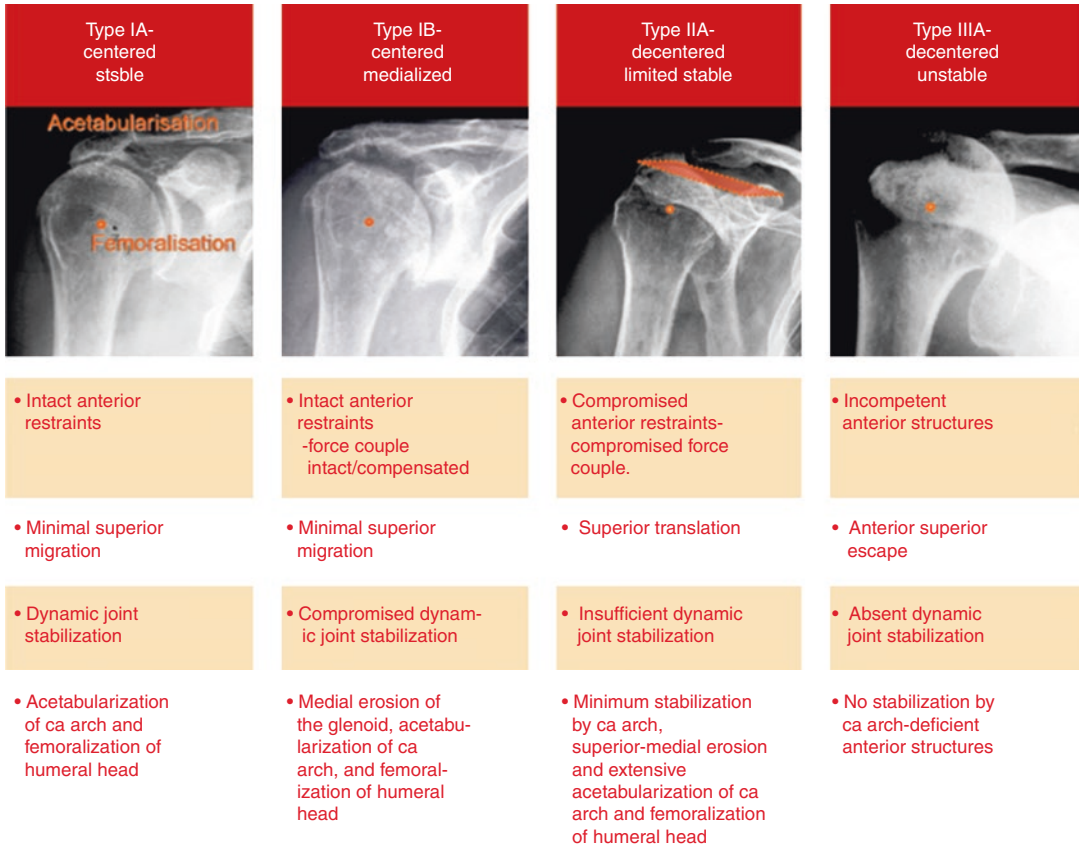 Type IA-
centered
stsble
Type IB-
centered
medialized
Type IIA-
decentered
limited stable
Type IIIA-
decentered
unstable
Acetabularisation
Femoralisation
• Intact anterior
restraints
• Intact anterior
restraints
-force couple
intact/compensated
• Compromised
anterior restraints-
compromised force
couple.
• Incompetent
anterior structures
• Minimal superior
migration
• Minimal superior
migration
• Superior translation
• Anterior superior
escape
• Dynamic joint
stabilization
• Compromised dynam-
ic joint stabilization
• Insufficient dynamic
joint stabilization
• Absent dynamic
joint stabilization
• Acetabularization
of ca arch and
femoralization of
humeral head
• Medial erosion of
the glenoid, acetabu-
larization of ca
arch, and femoral-
ization of humeral
head
• Minimum stabilization
by ca arch,
superior-medial erosion
and extensive
acetabularization of ca
arch and femoralization
of humeral head
• No stabilization by
ca arch-deficient
anterior structures